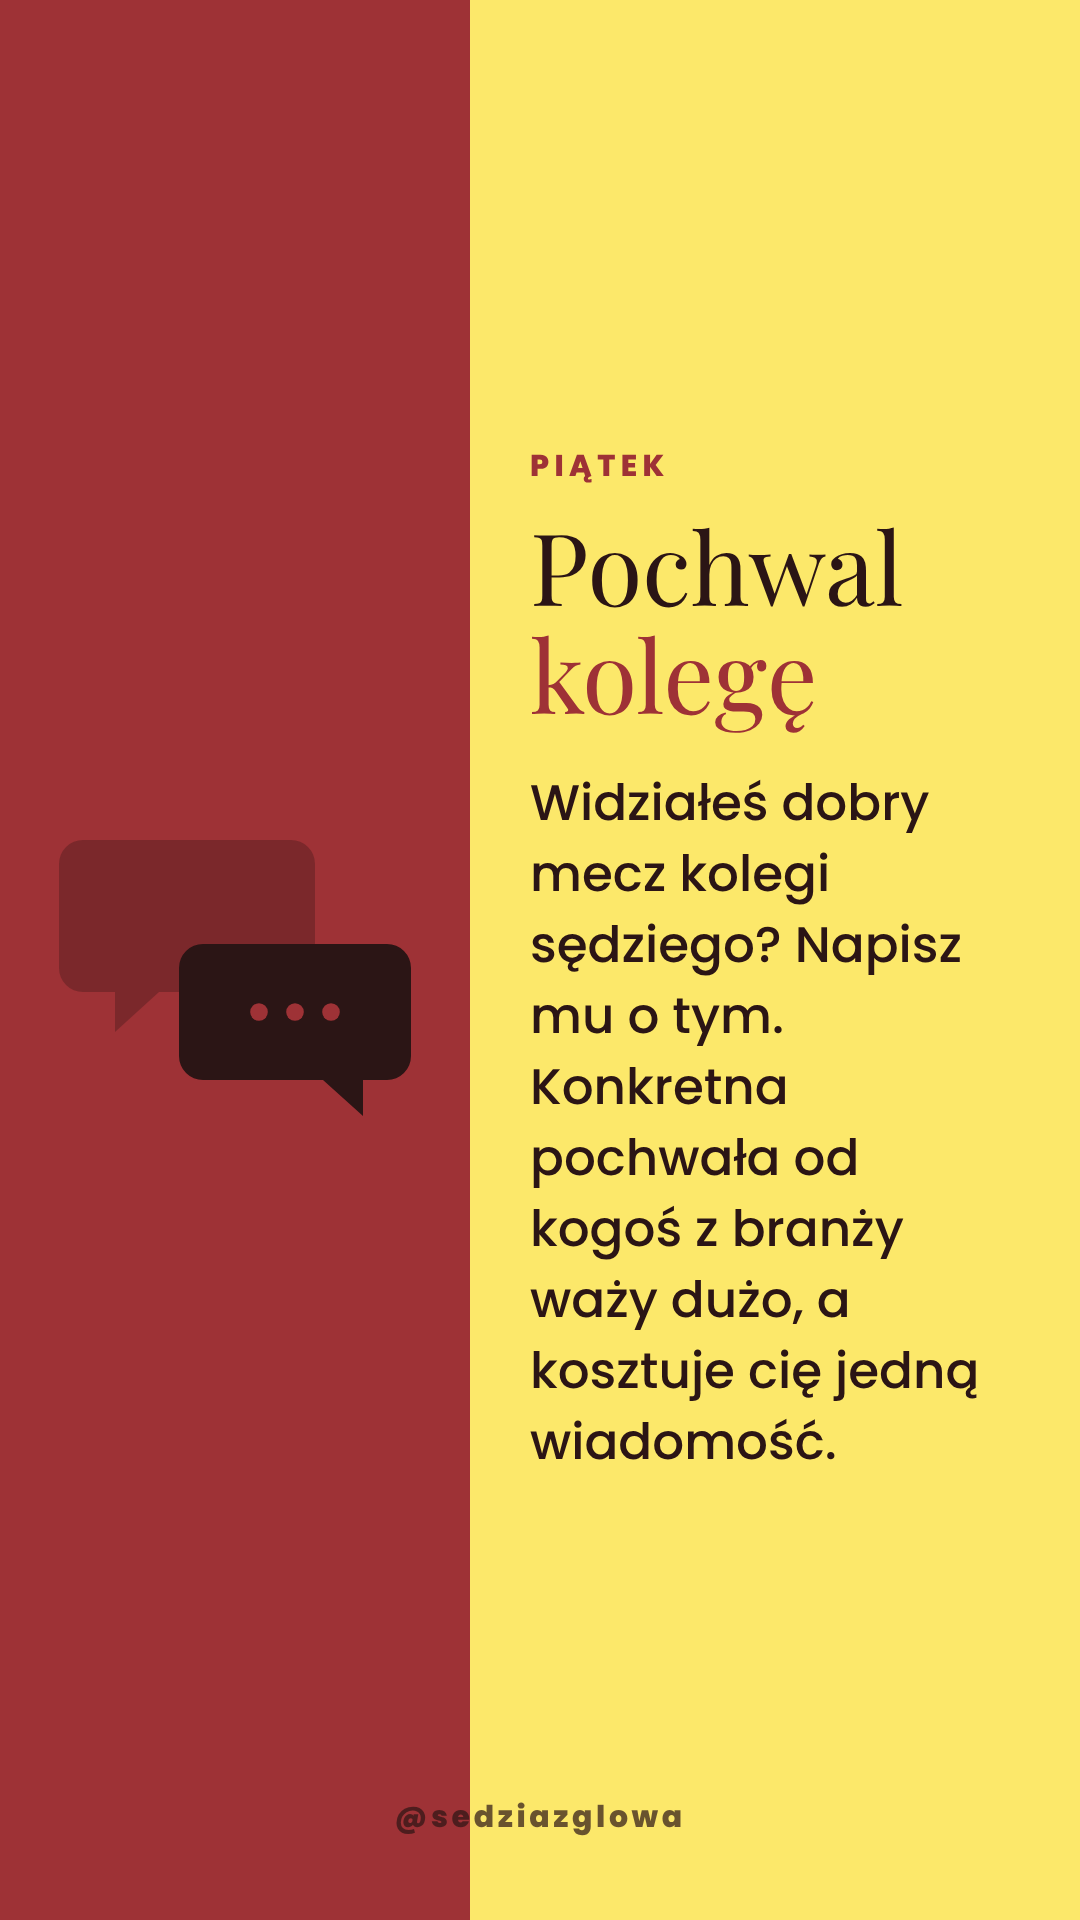 PIĄTEK
Pochwal
kolegę
Widziałeś dobry
mecz kolegi
sędziego? Napisz
mu o tym.
Konkretna
pochwała od
kogoś z branży
waży dużo, a
kosztuje cię jedną
wiadomość.
@sedziazglowa